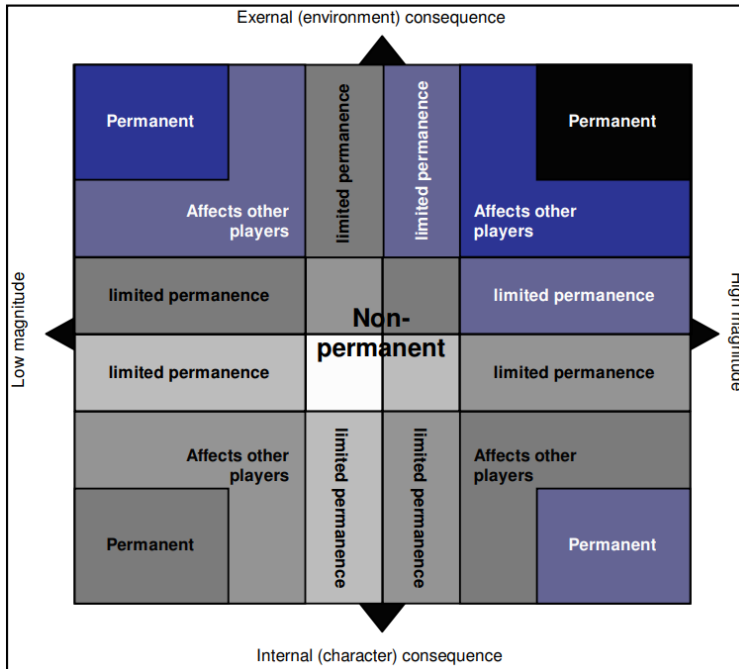 Exernal (environment) consequence
Permanent
Permanent
limited permanence
limited permanence
Affects other
players
Affects other
players
Low magnitude
High magnitude
limited permanence
limited permanence
Non-
permanent
limited permanence
limited permanence
Affects other
players
limited permanence
limited permanence
Affects other
players
Permanent
Permanent
Internal (character) consequence